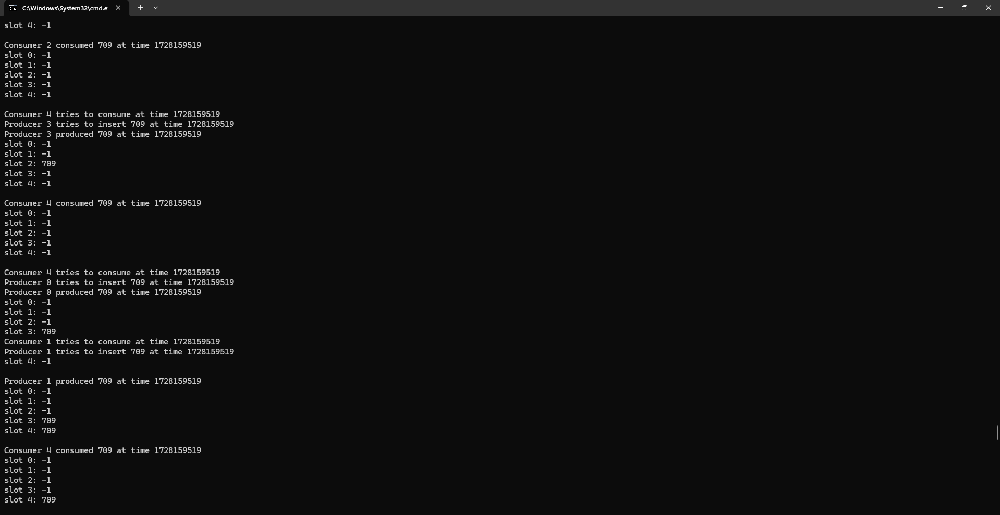 C:\Windows\System32\cmd.e
slot 4: -1
Consumer 2 consumed 709 at time 1728159519
slot 0: -1
slot 1: -1
slot 2: -1
slot 3: -1
slot 4: -1
Consumer 4 tries to consume at time 1728159519
Producer 3 tries to insert 709 at time 1728159519
Producer 3 produced 709 at time 1728159519
slot 0: -1
slot 1: -1
slot 2: 709
slot 3: -1
slot 4: -1
Consumer 4 consumed 709 at time 1728159519
slot 0: -1
slot 1: -1
slot 2: -1
slot 3: -1
slot 4: -1
Consumer 4 tries to consume at time 1728159519
Producer 0 tries to insert 709 at time 1728159519
Producer 0 produced 709 at time 1728159519
slot 0: -1
slot 1: -1
slot 2: -1
slot 3: 709
Consumer 1 tries to consume at time 1728159519
Producer 1 tries to insert 709 at time 1728159519
slot 4: -1
Producer 1 produced 709 at time 1728159519
slot 0: -1
slot 1: -1
slot 2: -1
slot 3: 709
slot 4: 709
Consumer 4 consumed 709 at time 1728159519
slot 0: -1
slot 1: -1
slot 2: -1
slot 3: -1
slot 4: 709